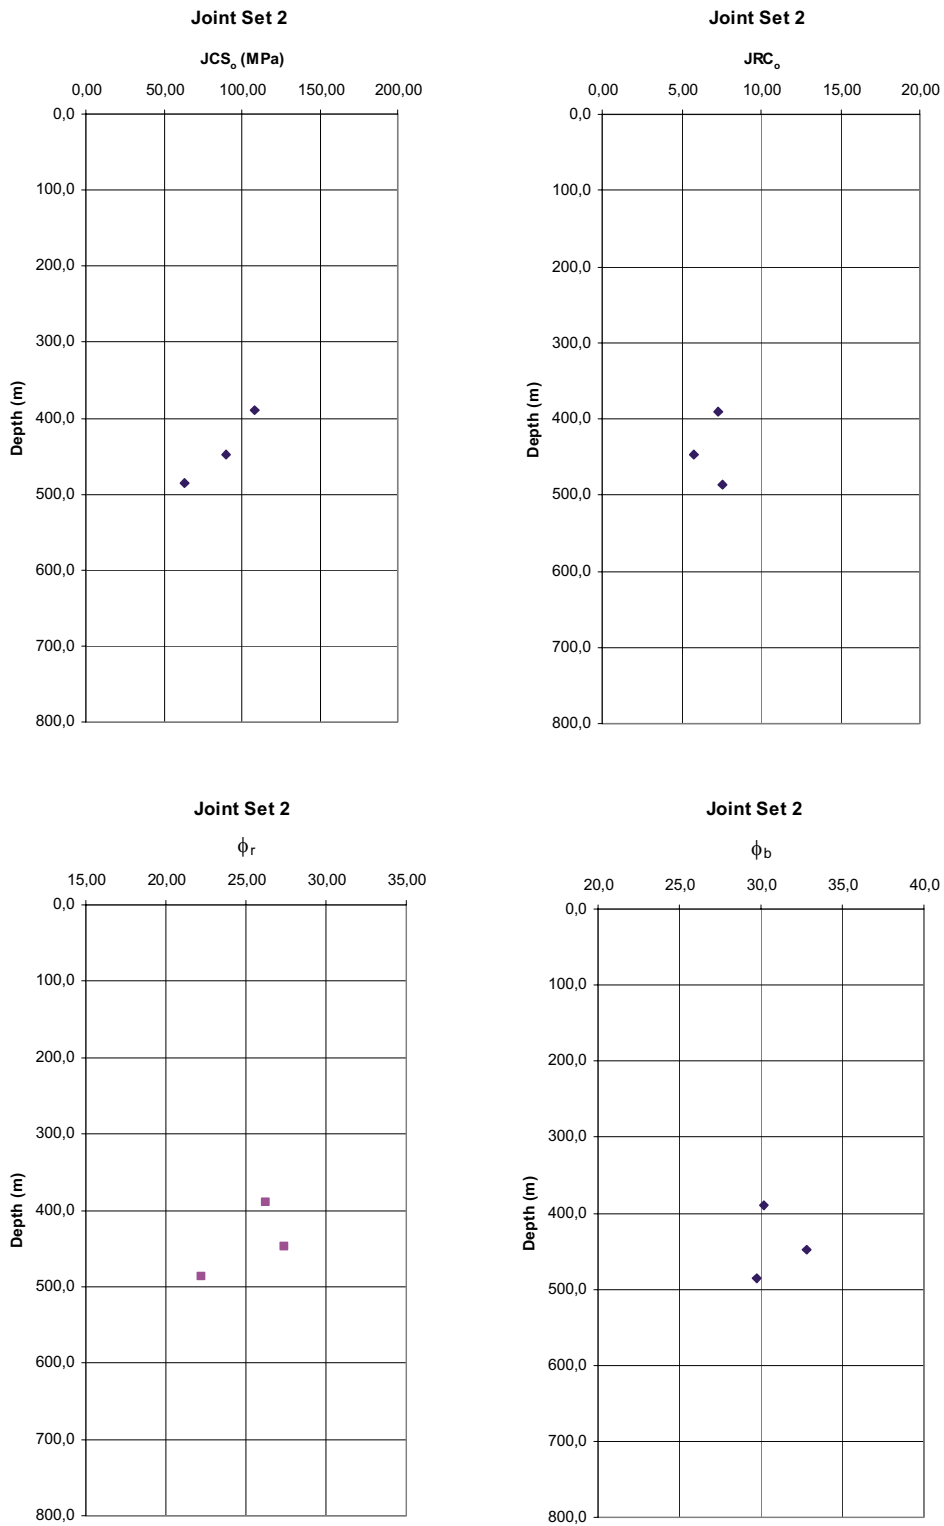 Joint Set 2
JCSo (MPa)
0,00 50,00 100,00 150,00 200,00
0,0
100,0
200,0
300,0
400,0
500,0
600,0
700,0
800,0
Depth (m)
Joint Set 2
JRCo
0,00 5,00 10,00 15,00 20,00
0,0
100,0
200,0
300,0
400,0
500,0
600,0
700,0
800,0
Depth (m)
Joint Set 2
ϕr
15,00 20,00 25,00 30,00 35,00
0,0
100,0
200,0
300,0
400,0
500,0
600,0
700,0
800,0
Depth (m)
Joint Set 2
ϕb
20,0 25,0 30,0 35,0 40,0
0,0
100,0
200,0
300,0
400,0
500,0
600,0
700,0
800,0
Depth (m)